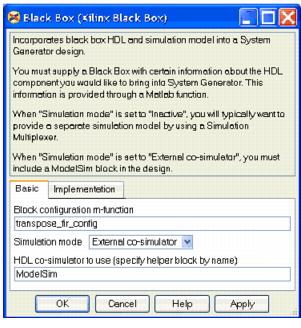 Black Box (Xilinx Black Box)
Incorporates black box HDL and simulation model into a System
Generator design.
You must supply a Black Box with certain information about the HDL
component you would like to bring into System Generator. This
information is provided through a Matlab function.
When "Simulation mode" is set to "Inactive", you will typically want to
provide a separate simulation model by using a Simulation
Multiplexer.
When "Simulation mode" is set to "External co-simulator", you must
include a ModelSim block in the design.
Basic Implementation
Block configuration m-function
transpose_fir_config
Simulation mode External co-simulator
HDL co-simulator to use (specify helper block by name)
ModelSim
OK Cancel Help Apply